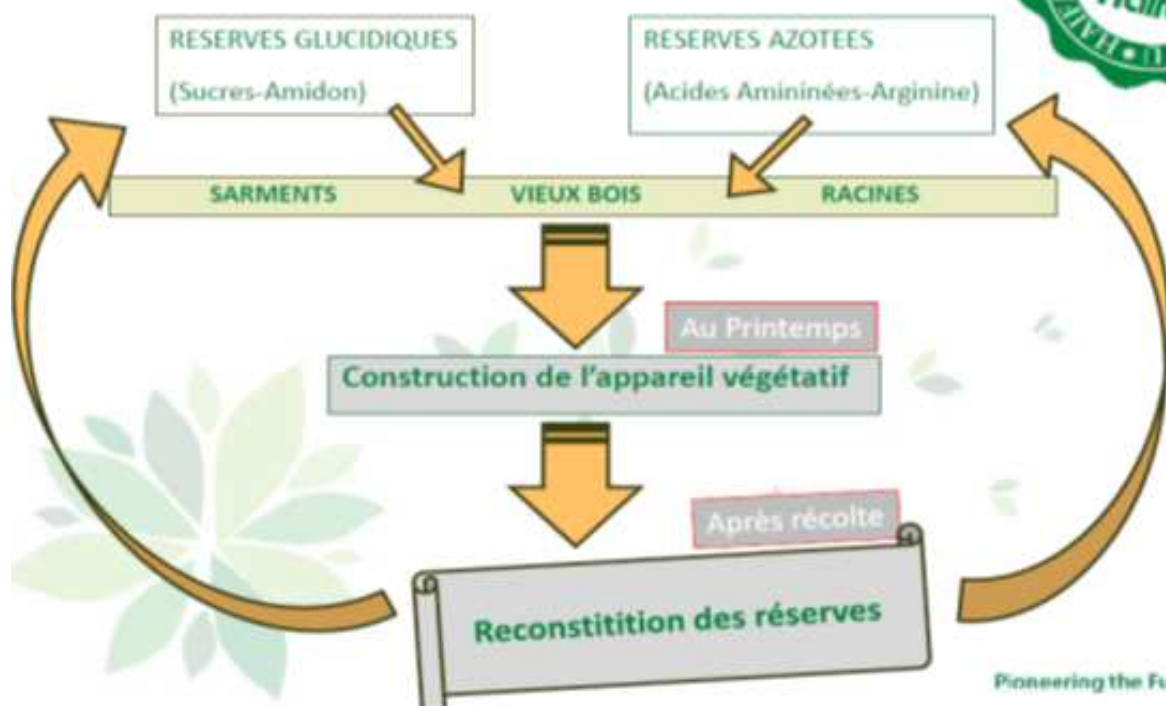 RESERVES GLUCIDIQUES
(Sucres-Amidon)
RESERVES AZOTEES
(Acides Amininées-Arginine)
SARMENTS VIEUX BOIS RACINES
Au Printemps
Construction de l'appareil végétatif
Après récolte
Reconstitition des réserves
Pioneering the